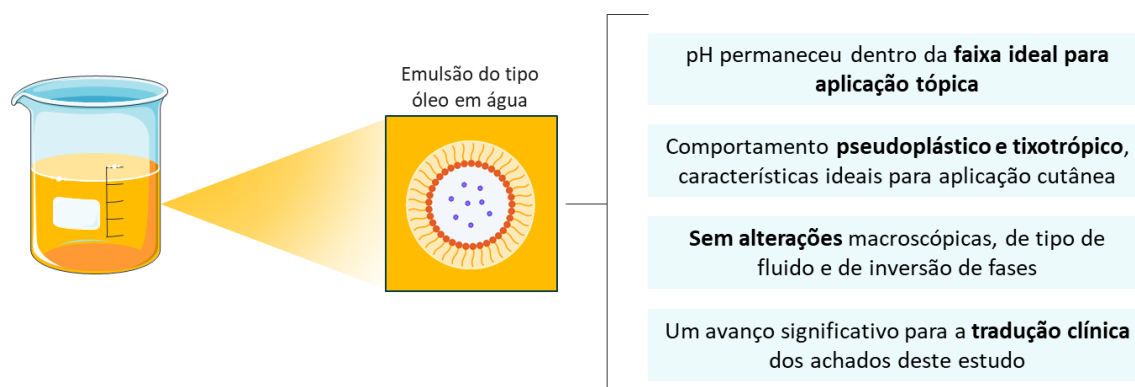 Emulsão do tipo
óleo em água
pH permaneceu dentro da faixa ideal para
aplicação tópica
Comportamento pseudoplástico e tixotrópico,
características ideais para aplicação cutânea
Sem alterações macroscópicas, de tipo de
fluido e de inversão de fases
Um avanço significativo para a tradução clínica
dos achados deste estudo